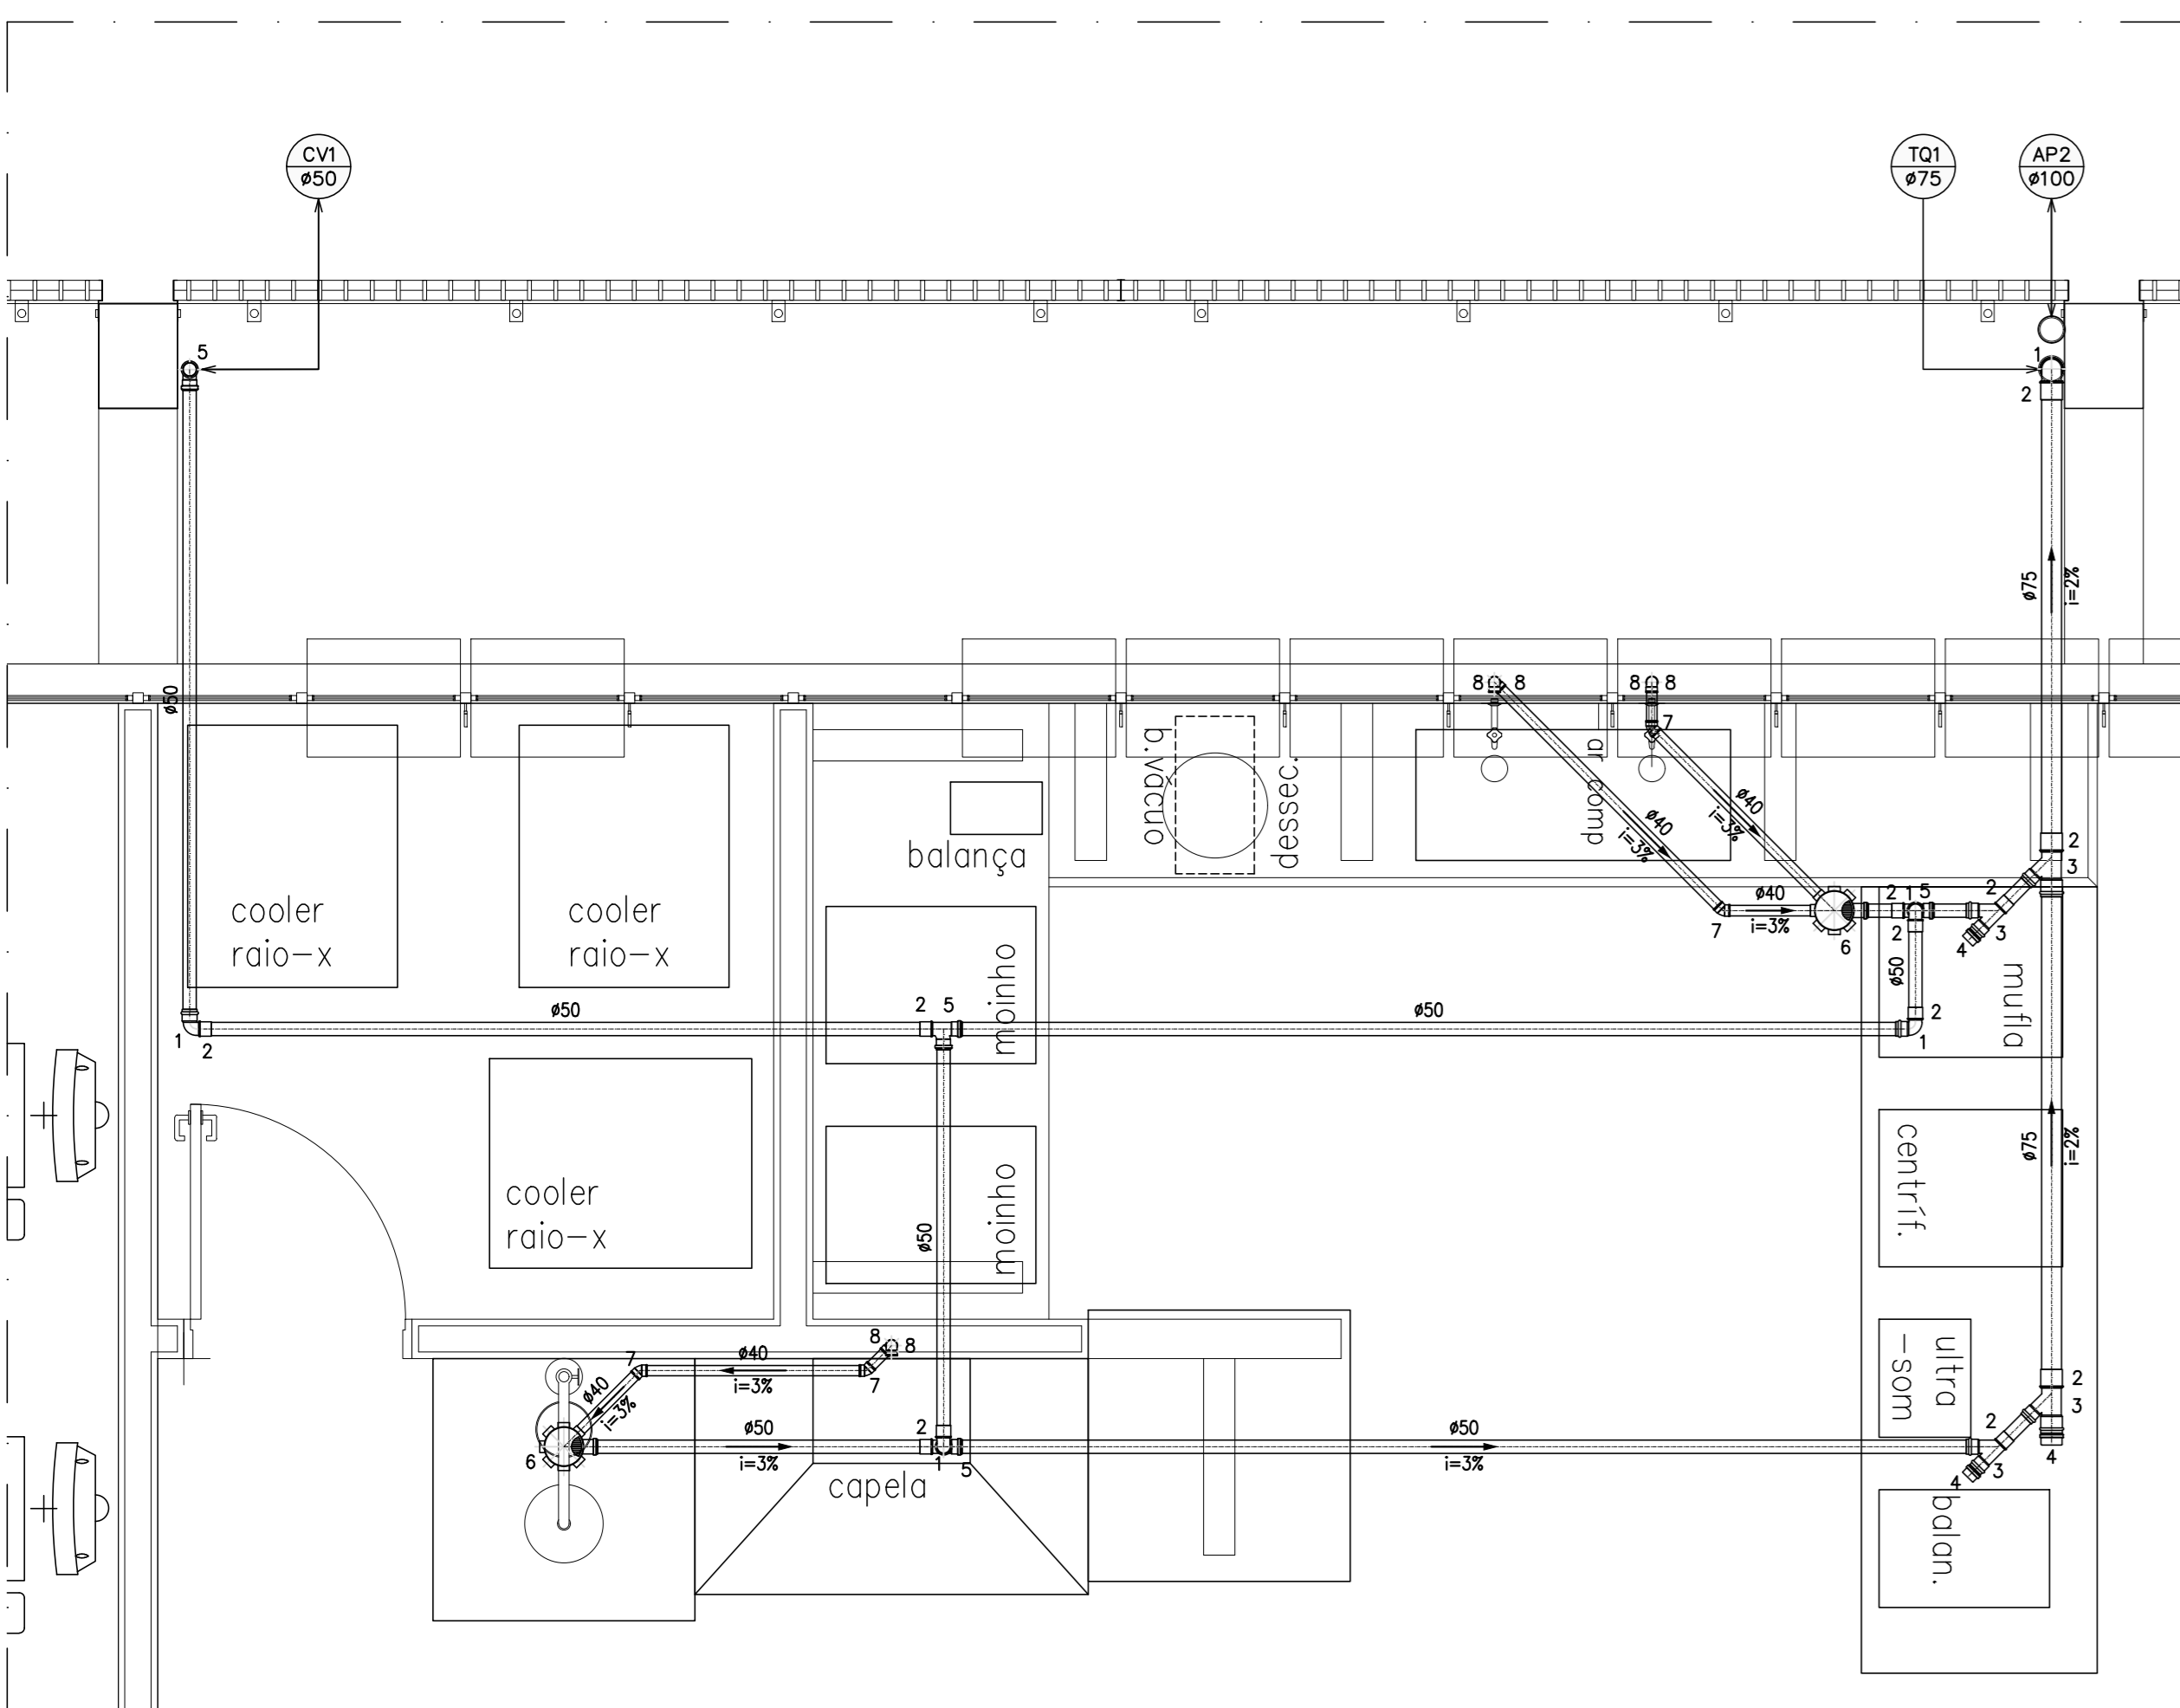 CV1
ø50
TQ1
ø75
AP2
ø100
5
1
2
ø75
i=2%
ø50
8
8
8
8
7
b.vácuo
dessec.
ar comp
ø40
i=3%
ø40
i=3%
balança
2
3
cooler
raio-x
cooler
raio-x
moinho
ø40
i=3%
7
6
2
1
5
2
2
3
4
ø50
mufla
ø50
2
5
ø50
2
1
1
2
cooler
raio-x
moinho
ø50
centríf.
ø75
i=2%
ultra
-som
8
8
7
ø40
i=3%
7
ø40
i=3%
2
3
6
ø50
i=3%
2
1
5
ø50
i=3%
2
3
4
4
capela
balan.